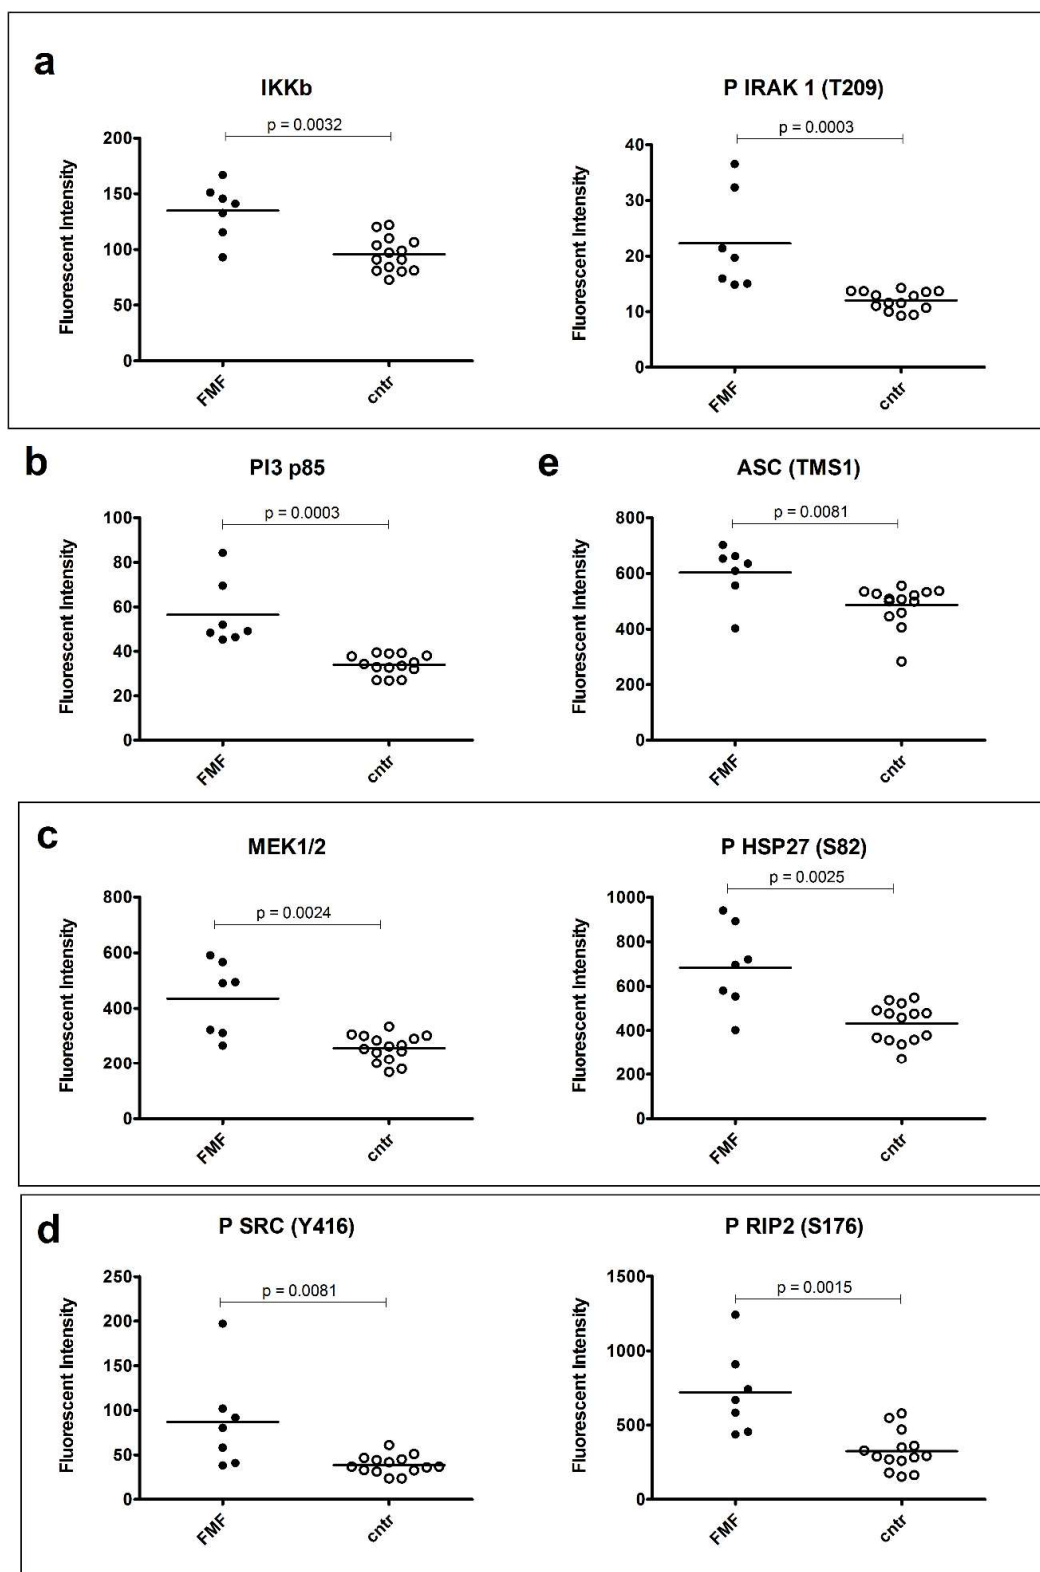 a
IKKb
p = 0.0032
Fluorescent Intensity
200
150
100
50
0
FMF
cntr
P IRAK 1 (T209)
p = 0.0003
Fluorescent Intensity
40
30
20
10
0
FMF
cntr
b
PI3 p85
p = 0.0003
Fluorescent Intensity
100
80
60
40
20
0
FMF
cntr
e
ASC (TMS1)
p = 0.0081
Fluorescent Intensity
800
600
400
200
0
FMF
cntr
c
MEK1/2
p = 0.0024
Fluorescent Intensity
800
600
400
200
0
FMF
cntr
P HSP27 (S82)
p = 0.0025
Fluorescent Intensity
1000
800
600
400
200
0
FMF
cntr
d
P SRC (Y416)
p = 0.0081
Fluorescent Intensity
250
200
150
100
50
0
FMF
cntr
P RIP2 (S176)
p = 0.0015
Fluorescent Intensity
1500
1000
500
0
FMF
cntr